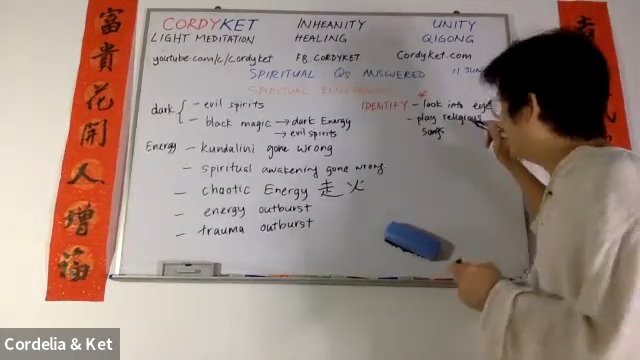 富貴花開人增福
CORDYKET INHEANITY UNITY
LIGHT MEDITATION HEALING QIGONG
youtube.com/c/cordyket FB CORDYKET Cordyket.com
SPIRITUAL Qs ANSWERED 11 JUN
SPIRITUAL
dark { - evil spirits
- black magic → dark Energy
→ evil spirits
Energy - Kundalini gone wrong
- spiritual awakening gone wrong
- chaotic Energy 走火
- energy outburst
- trauma outburst
* IDENTIFY - look into eye
- play religious
songs
Cordelia & Ket